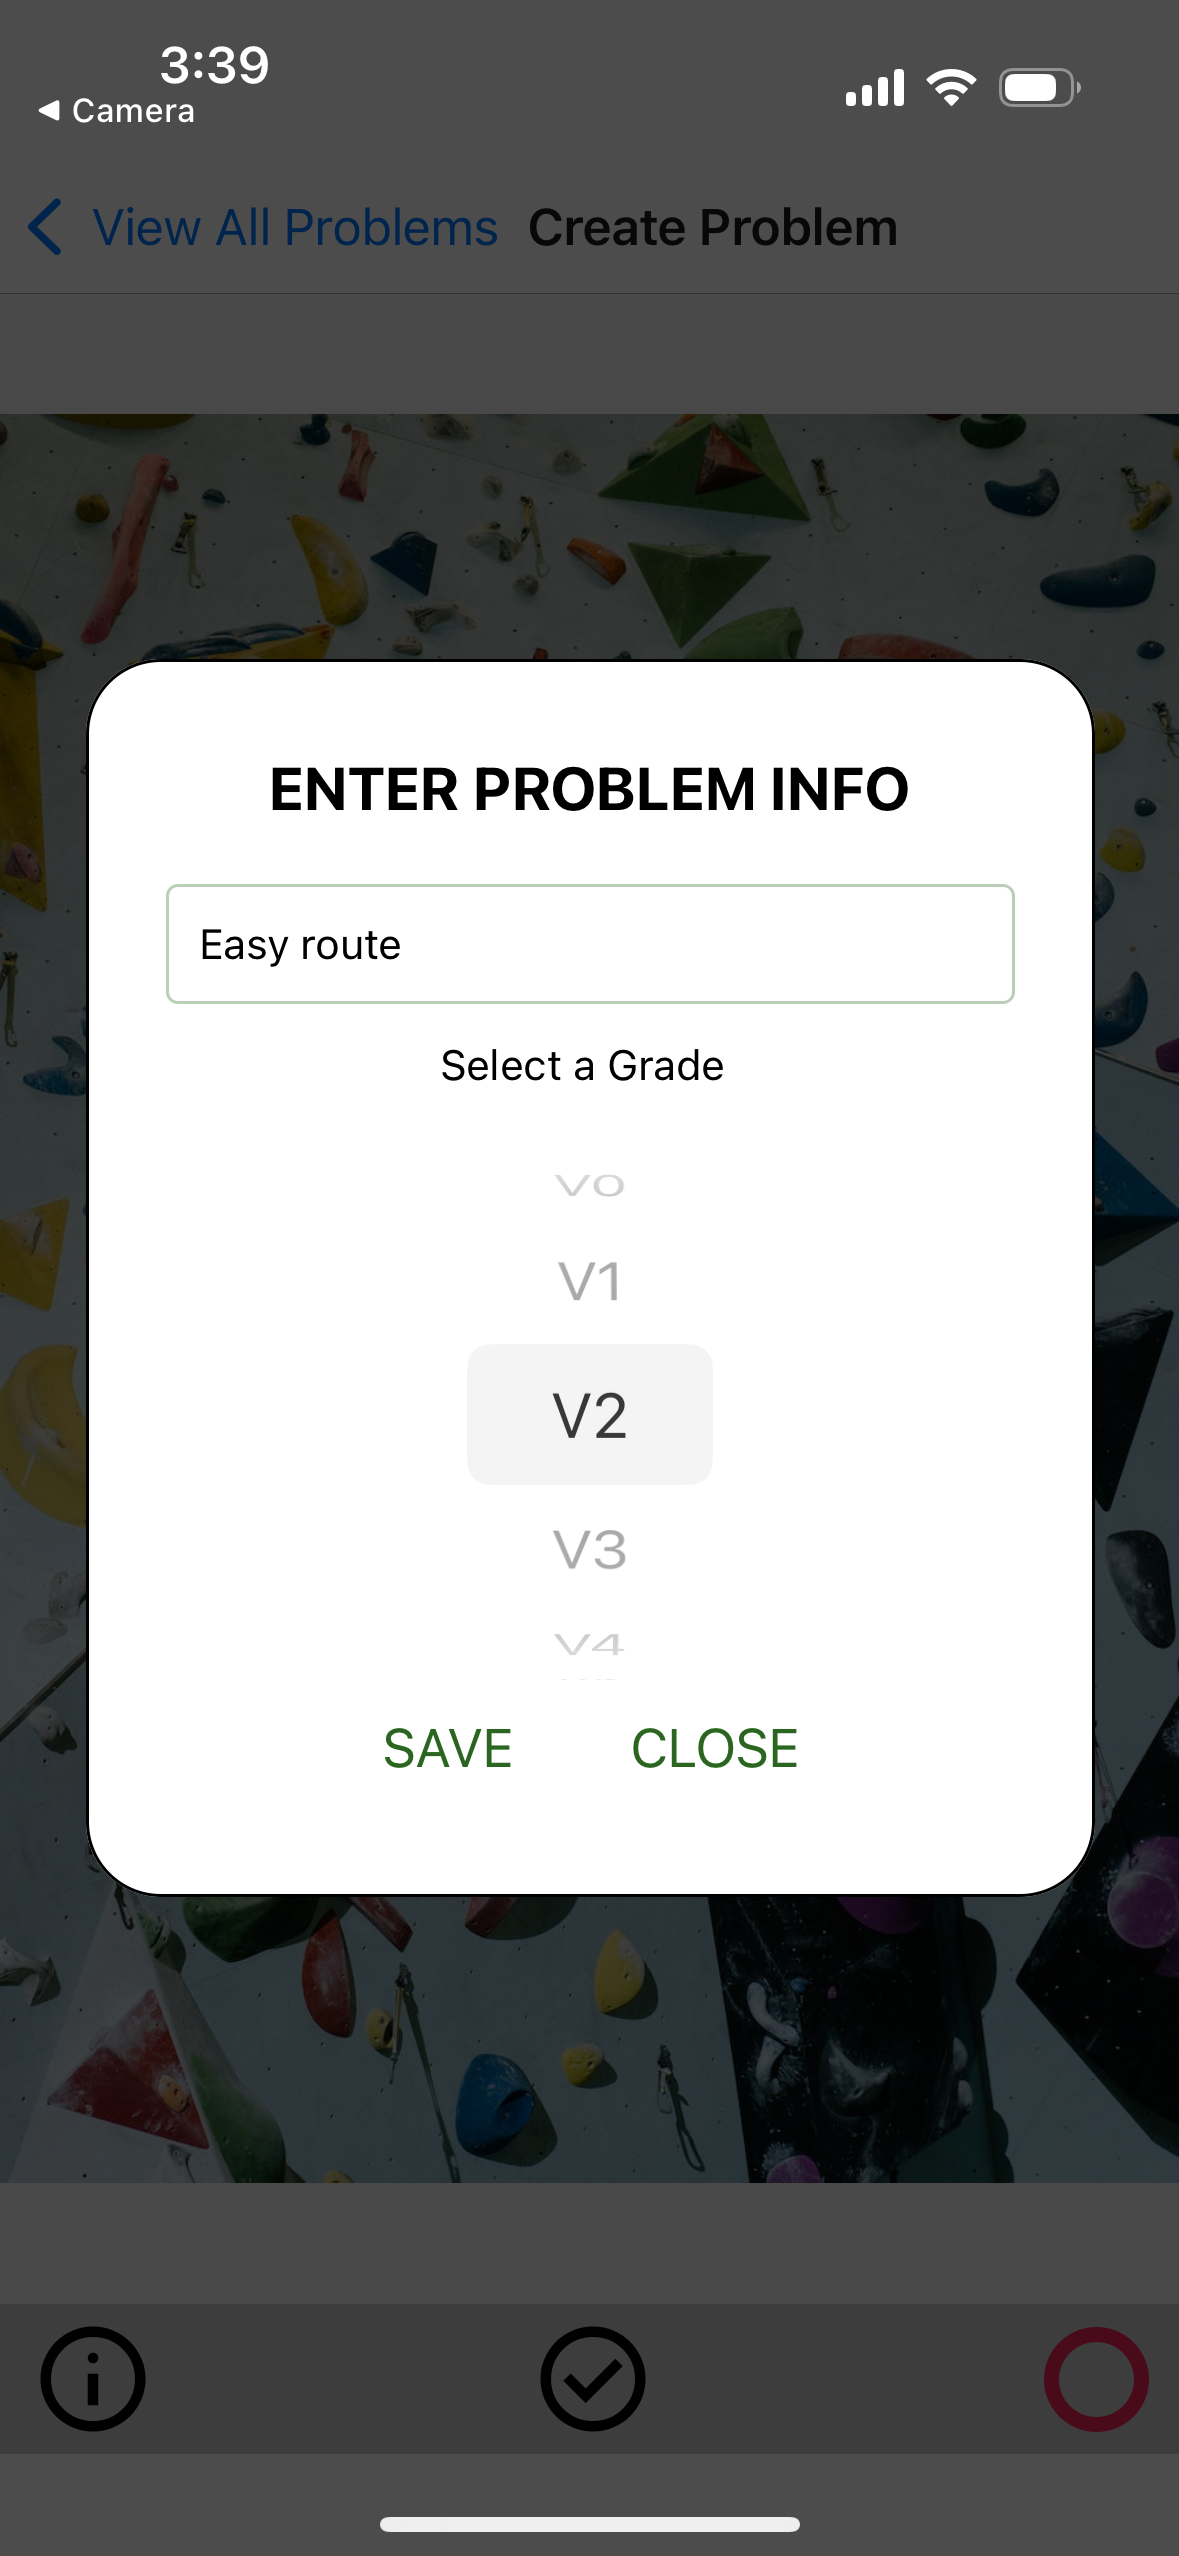 3:39
◀ Camera
View All Problems Create Problem
ENTER PROBLEM INFO
Easy route
Select a Grade
V0
V1
V2
V3
V4
SAVE CLOSE